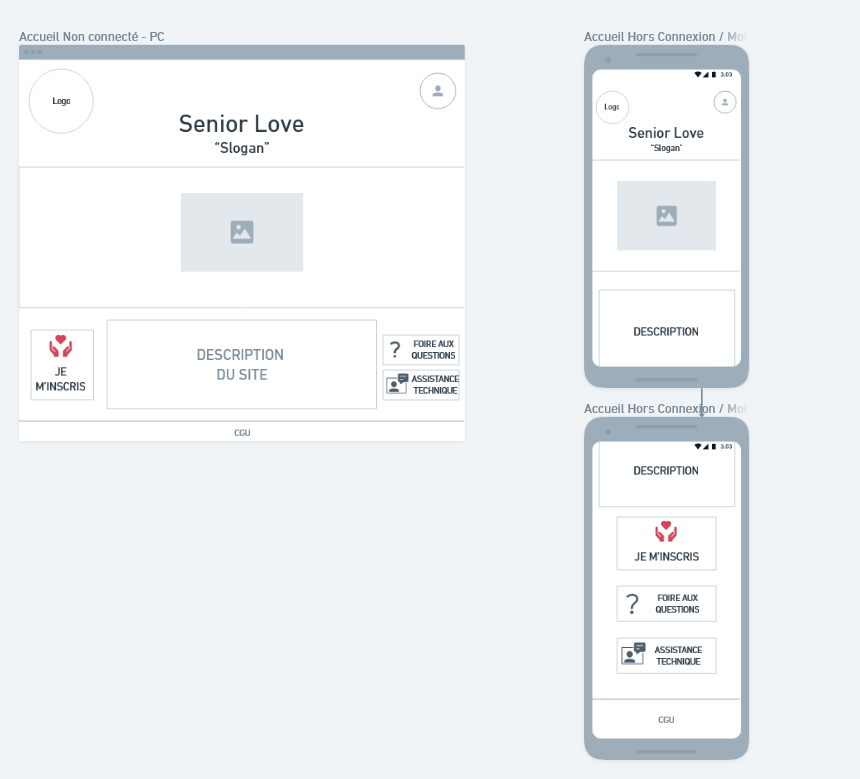 Accueil Non connecté - PC
Logo
Senior Love
“Slogan”
JE
M'INSCRIS
DESCRIPTION
DU SITE
?
FOIRE AUX
QUESTIONS
ASSISTANCE
TECHNIQUE
CGU
Accueil Hors Connexion / Mob
3:03
Logo
Senior Love
"Slogan"
DESCRIPTION
Accueil Hors Connexion / Mob
3:03
DESCRIPTION
JE M'INSCRIS
?
FOIRE AUX
QUESTIONS
ASSISTANCE
TECHNIQUE
CGU